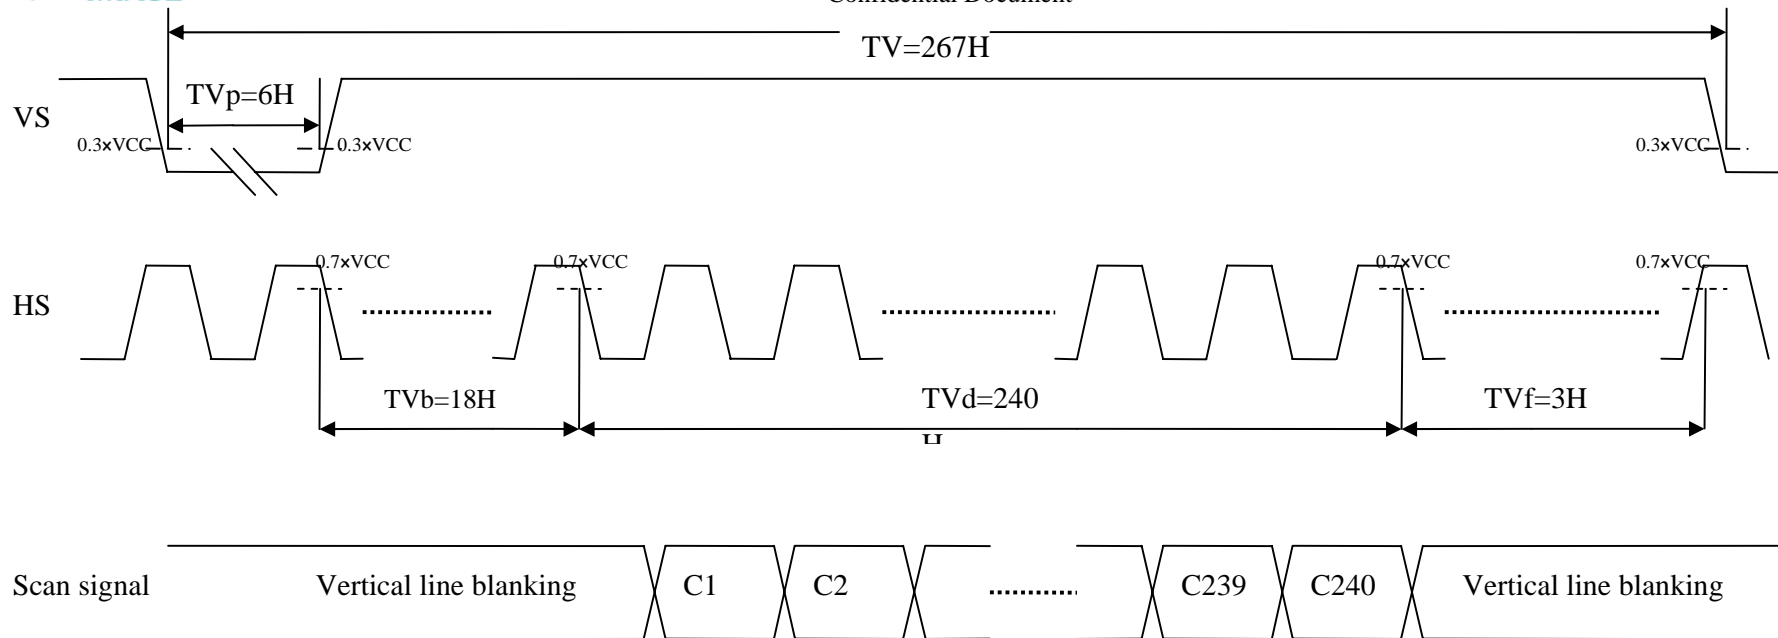 Confidential Document
TV=267H
TVp=6H
VS
0.3×VCC
0.3×VCC
0.3×VCC
0.7×VCC
0.7×VCC
0.7×VCC
0.7×VCC
HS
TVb=18H
TVd=240
H
TVf=3H
Scan signal
Vertical line blanking
C1
C2
C239
C240
Vertical line blanking